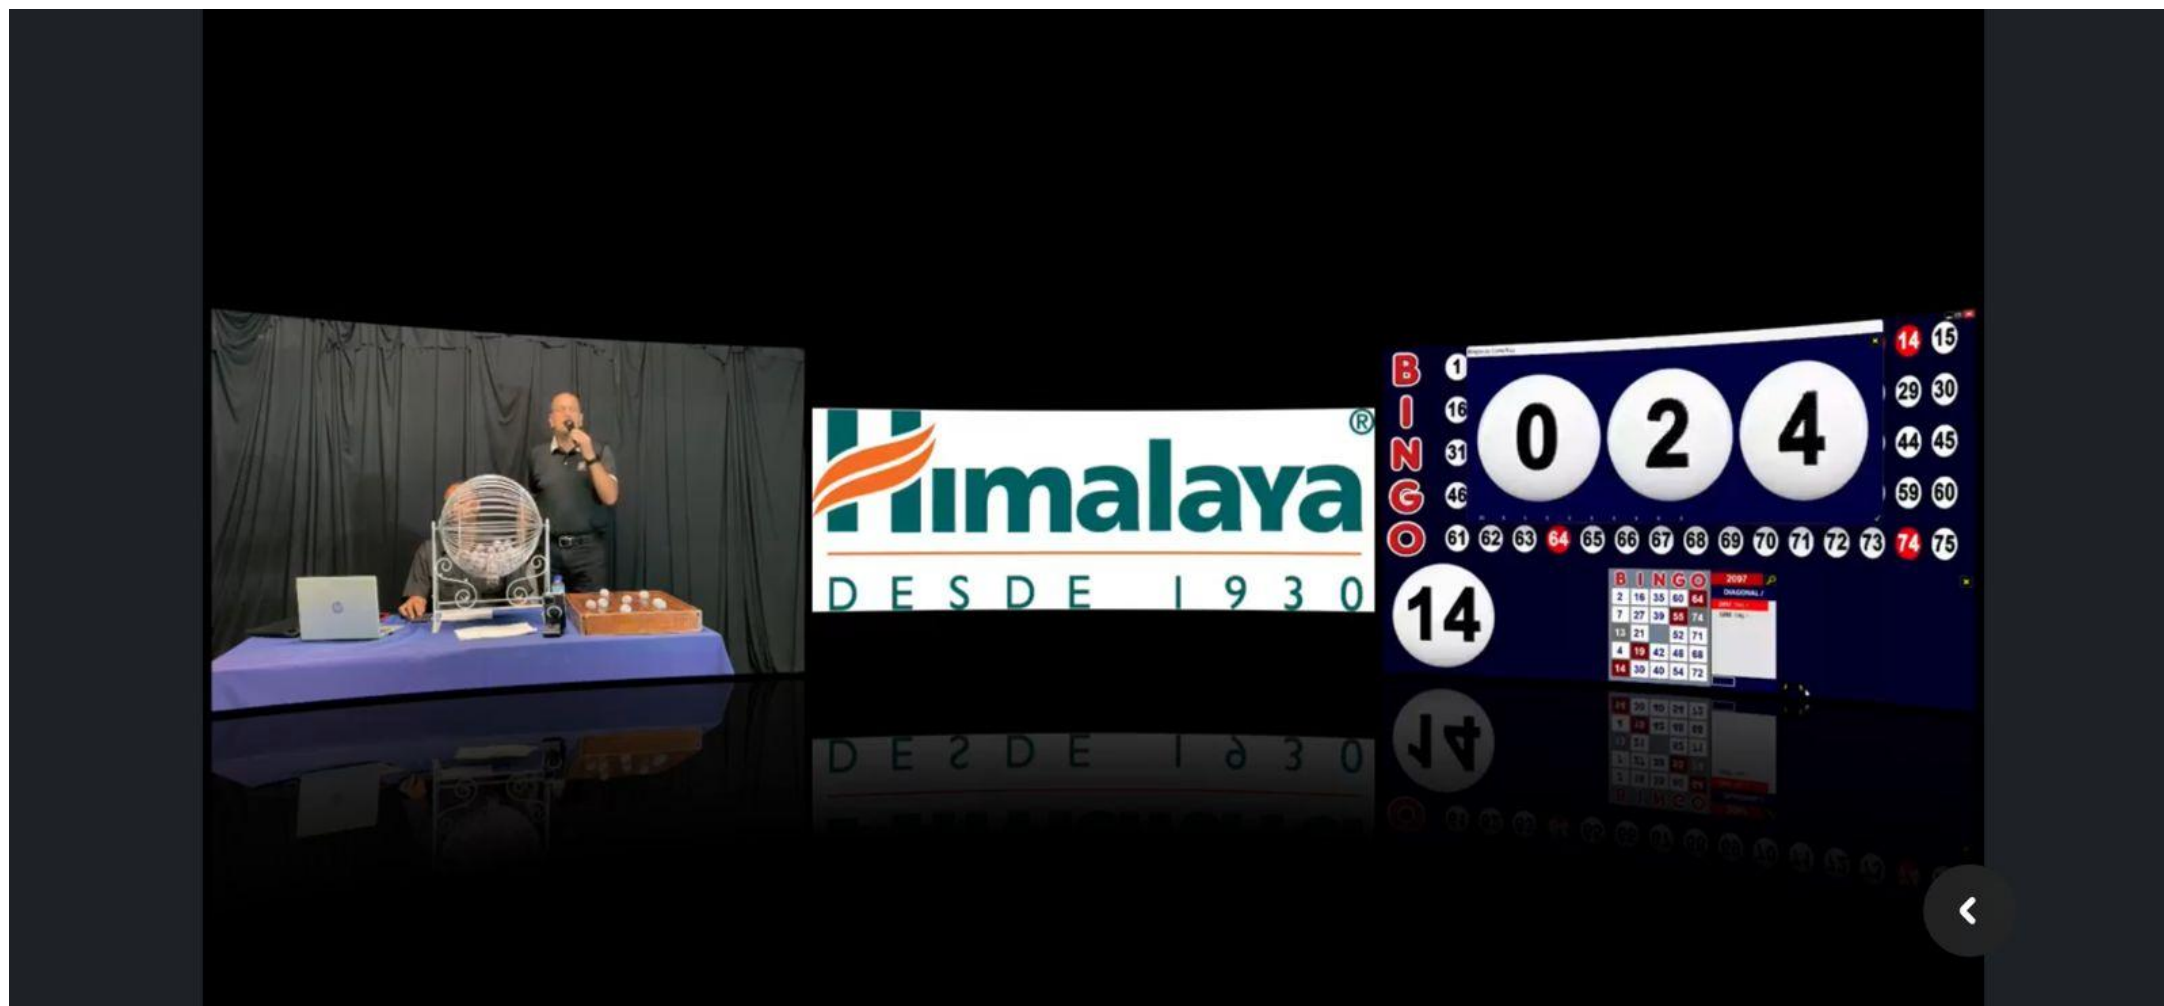 Himalaya®
DESDE 1930
B 1 14 15
I 16 29 30
N 31 44 45
G 46 59 60
O 61 62 63 64 65 66 67 68 69 70 71 72 73 74 75
0 2 4
14
B I N G O
2 16 35 60 64
7 27 39 55 74
13 21 52 71
4 19 42 48 68
14 30 40 54 72
2097
DIAGONAL /